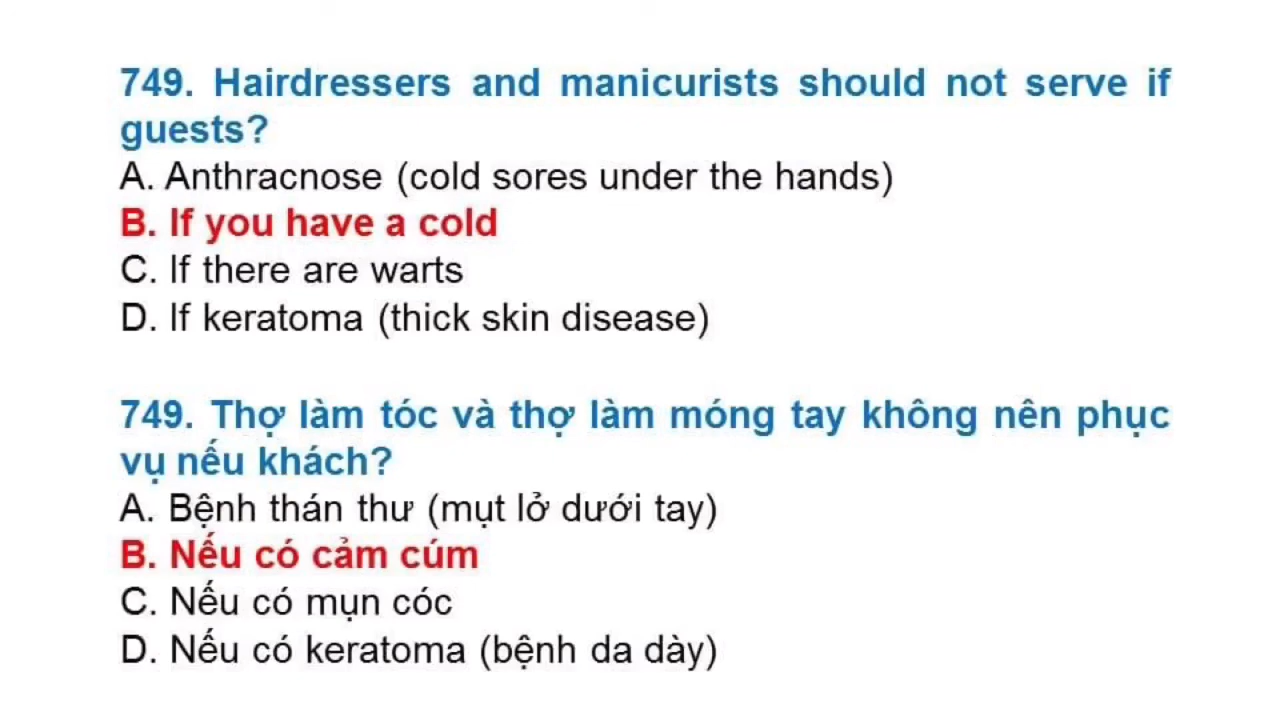 749. Hairdressers and manicurists should not serve if
guests?
A. Anthracnose (cold sores under the hands)
B. If you have a cold
C. If there are warts
D. If keratoma (thick skin disease)
749. Thợ làm tóc và thợ làm móng tay không nên phục
vụ nếu khách?
A. Bệnh thán thư (mụt lở dưới tay)
B. Nếu có cảm cúm
C. Nếu có mụn cóc
D. Nếu có keratoma (bệnh da dày)